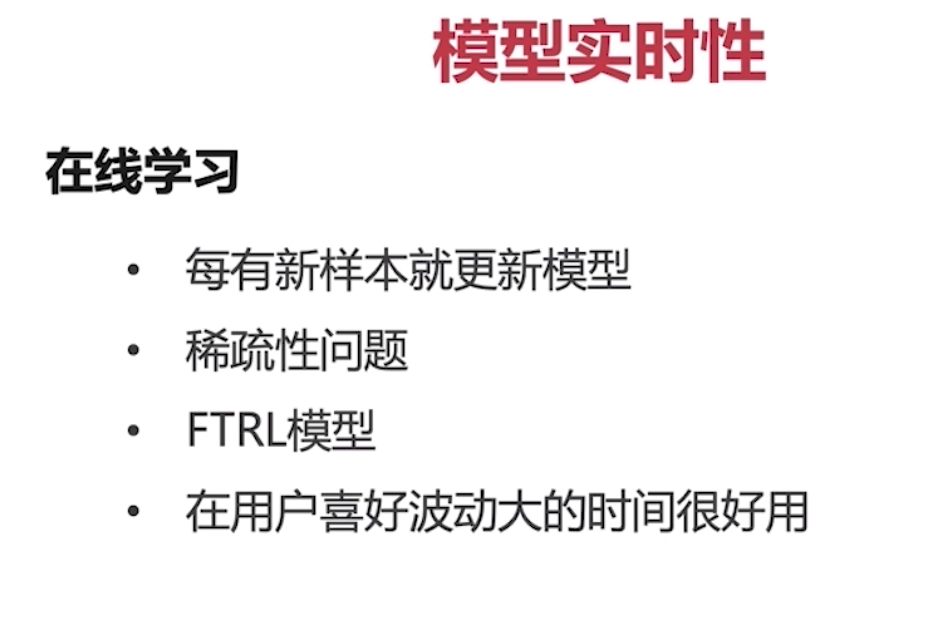 模型实时性
在线学习
• 每有新样本就更新模型
• 稀疏性问题
• FTRL模型
• 在用户喜好波动大的时间很好用